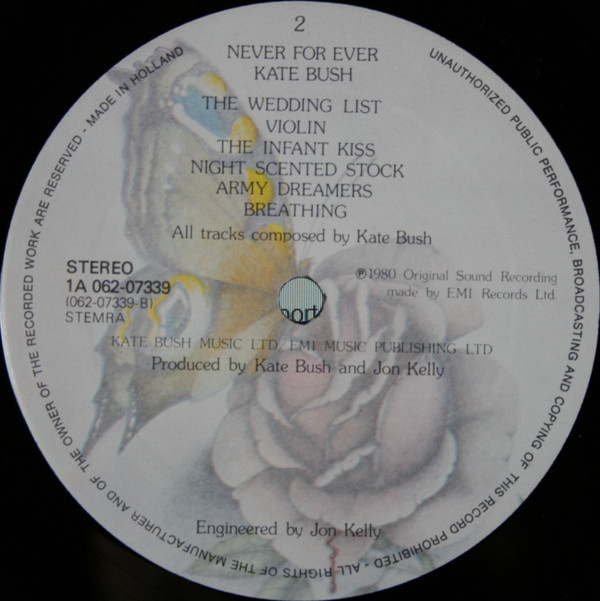 2
NEVER FOR EVER
KATE BUSH
THE WEDDING LIST
VIOLIN
THE INFANT KISS
NIGHT SCENTED STOCK
ARMY DREAMERS
BREATHING
All tracks composed by Kate Bush
STEREO
1A 062-07339
(062-07339-B)
STEMRA
℗1980 Original Sound Recording
made by EMI Records Ltd.
ort
KATE BUSH MUSIC LTD/EMI MUSIC PUBLISHING LTD
Produced by Kate Bush and Jon Kelly
Engineered by Jon Kelly
UNAUTHORIZED PUBLIC PERFORMANCE, BROADCASTING AND COPYING OF THIS RECORD PROHIBITED - ALL RIGHTS OF THE MANUFACTURER AND OF THE OWNER OF THE RECORDED WORK ARE RESERVED - MADE IN HOLLAND